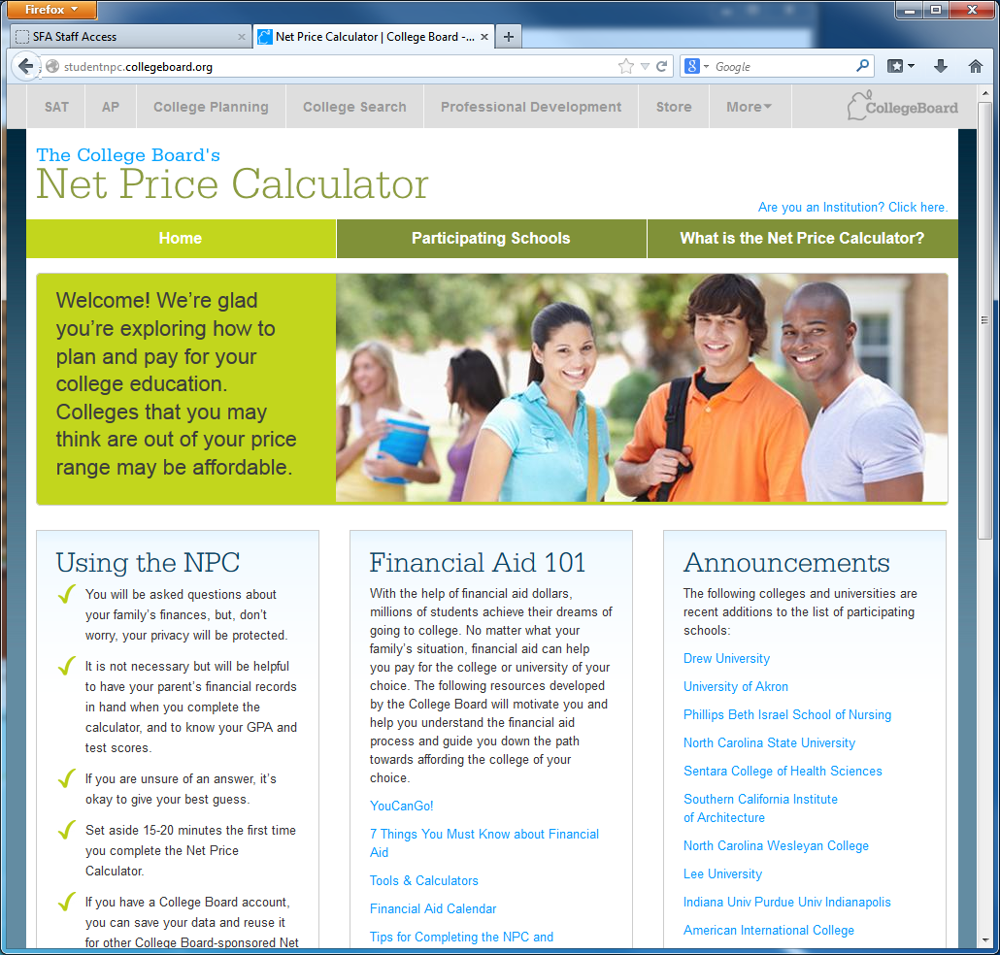 Firefox
SFA Staff Access
Net Price Calculator | College Board -...
studentnpc.collegeboard.org
Google
SAT
AP
College Planning
College Search
Professional Development
Store
More
CollegeBoard
The College Board's
Net Price Calculator
Are you an Institution? Click here.
Home
Participating Schools
What is the Net Price Calculator?
Welcome! We're glad
you're exploring how to
plan and pay for your
college education.
Colleges that you may
think are out of your price
range may be affordable.
Using the NPC
You will be asked questions about
your family's finances, but, don't
worry, your privacy will be protected.
It is not necessary but will be helpful
to have your parent's financial records
in hand when you complete the
calculator, and to know your GPA and
test scores.
If you are unsure of an answer, it's
okay to give your best guess.
Set aside 15-20 minutes the first time
you complete the Net Price
Calculator.
If you have a College Board account,
you can save your data and reuse it
for other College Board-sponsored Net
Financial Aid 101
With the help of financial aid dollars,
millions of students achieve their dreams of
going to college. No matter what your
family's situation, financial aid can help
you pay for the college or university of your
choice. The following resources developed
by the College Board will motivate you and
help you understand the financial aid
process and guide you down the path
towards affording the college of your
choice.
YouCanGo!
7 Things You Must Know about Financial
Aid
Tools & Calculators
Financial Aid Calendar
Tips for Completing the NPC and
Announcements
The following colleges and universities are
recent additions to the list of participating
schools:
Drew University
University of Akron
Phillips Beth Israel School of Nursing
North Carolina State University
Sentara College of Health Sciences
Southern California Institute
of Architecture
North Carolina Wesleyan College
Lee University
Indiana Univ Purdue Univ Indianapolis
American International College